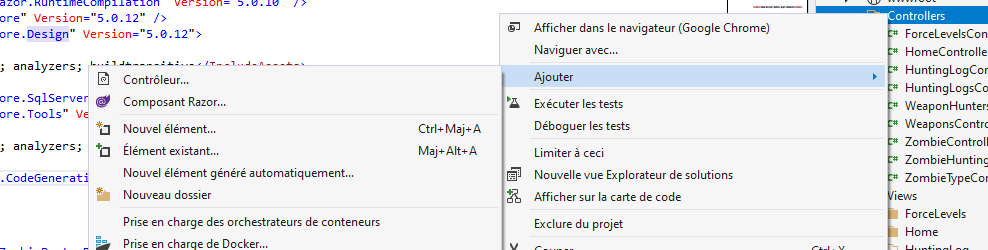 azor.RuntimeCompilation" Version="5.0.10" />
ore" Version="5.0.12" />
ore.Design" Version="5.0.12">
; analyzers; buildtransitive</IncludeAssets>
ore.SqlServer
ore.Tools" Ve
; analyzers;
.CodeGenerati
Contrôleur...
Composant Razor...
Nouvel élément... Ctrl+Maj+A
Élément existant... Maj+Alt+A
Nouvel élément généré automatiquement...
Nouveau dossier
Prise en charge des orchestrateurs de conteneurs
Prise en charge de Docker...
Afficher dans le navigateur (Google Chrome)
Naviguer avec...
Ajouter
Exécuter les tests
Déboguer les tests
Limiter à ceci
Nouvelle vue Explorateur de solutions
Afficher sur la carte de code
Exclure du projet
Couper Ctrl+X
wwwroot
Controllers
ForceLevelsCon
HomeControlle
HuntingLogCo
HuntingLogsCo
WeaponHunters
WeaponsContro
ZombieControll
ZombieHunting
ZombieTypeCon
Views
ForceLevels
Home